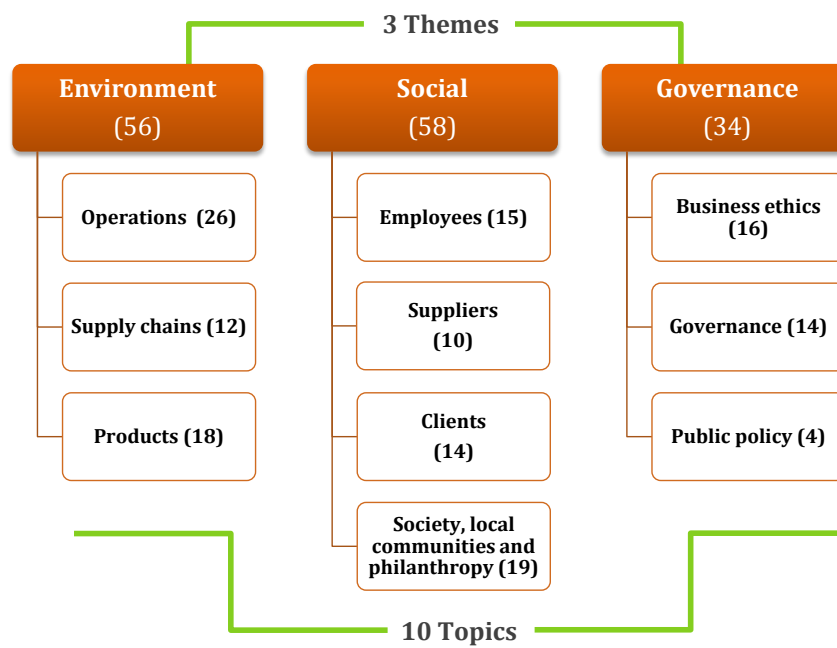 3 Themes
Environment
(56)
Operations (26)
Supply chains (12)
Products (18)
Social
(58)
Employees (15)
Suppliers
(10)
Clients
(14)
Society, local
communities and
philanthropy (19)
Governance
(34)
Business ethics
(16)
Governance (14)
Public policy (4)
10 Topics